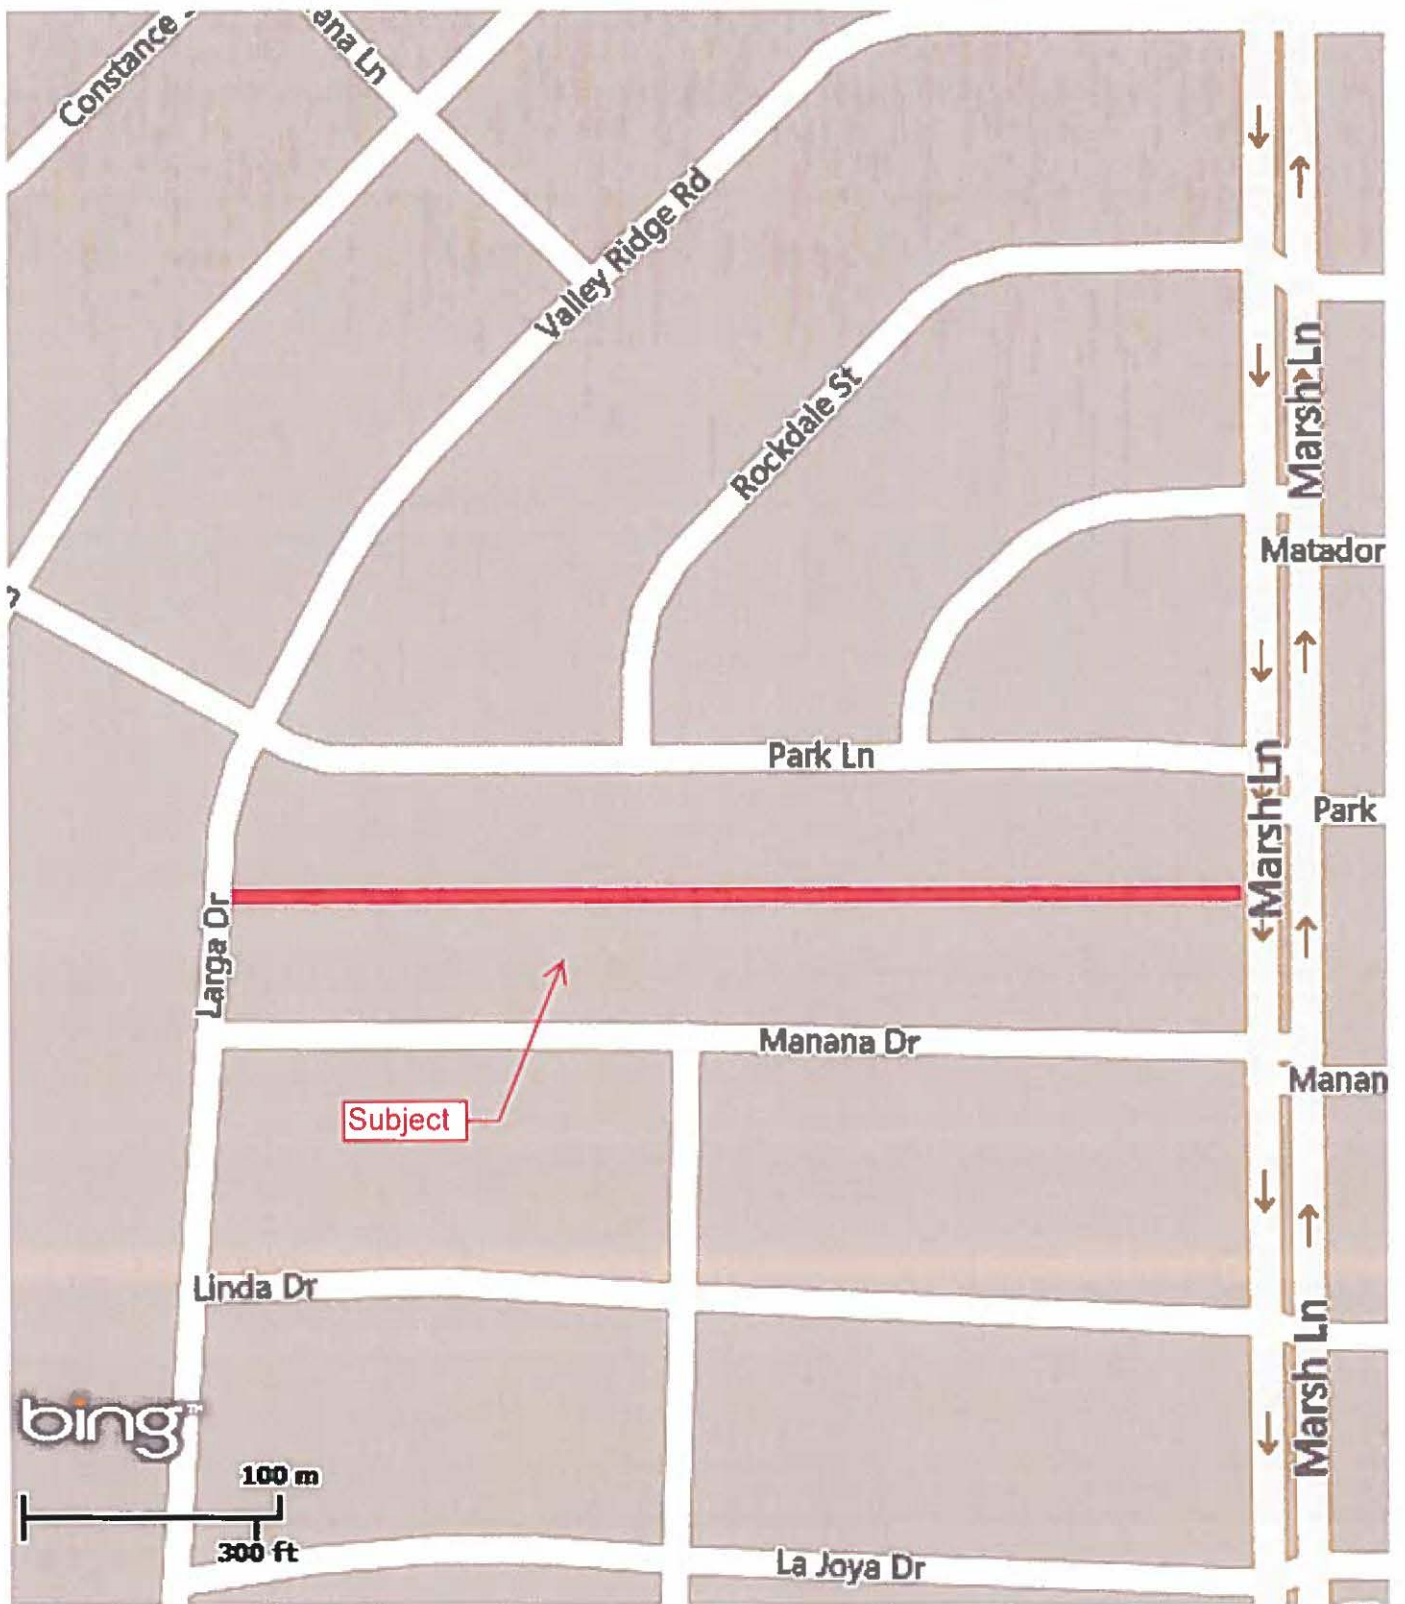 Constance
ana Ln
Valley Ridge Rd
Rockdale St
Marsh Ln
Matador
Park Ln
Marsh Ln
Park
Larga Dr
Manana Dr
Manan
Subject
Linda Dr
Marsh Ln
bing™
100 m
300 ft
La Joya Dr